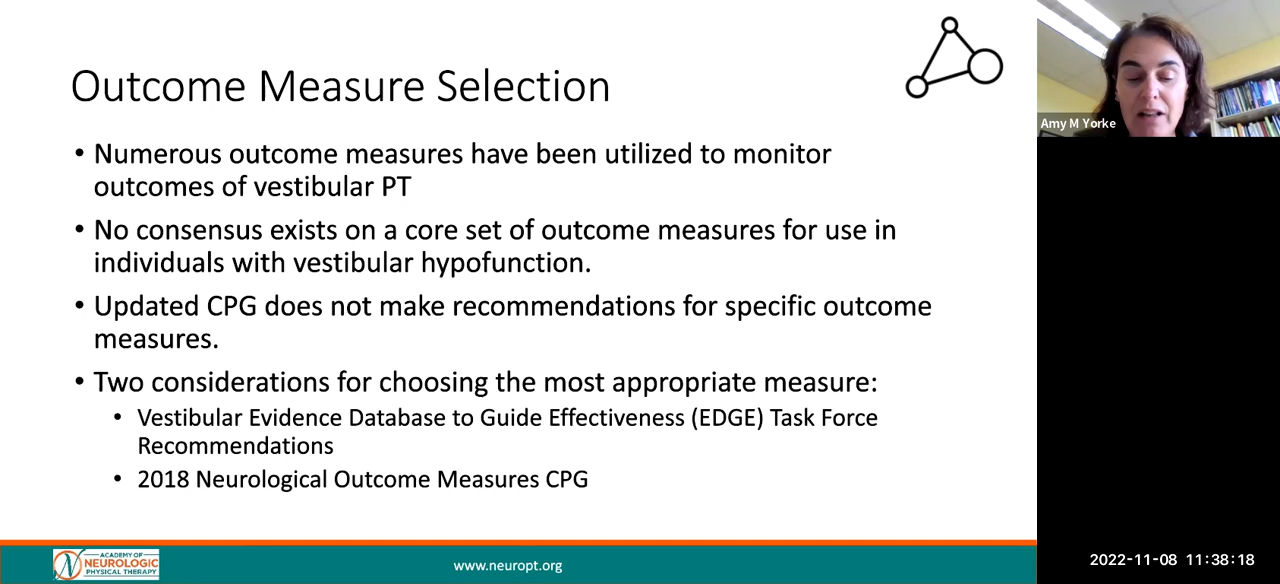 Outcome Measure Selection
• Numerous outcome measures have been utilized to monitor
outcomes of vestibular PT
• No consensus exists on a core set of outcome measures for use in
individuals with vestibular hypofunction.
• Updated CPG does not make recommendations for specific outcome
measures.
• Two considerations for choosing the most appropriate measure:
• Vestibular Evidence Database to Guide Effectiveness (EDGE) Task Force
Recommendations
• 2018 Neurological Outcome Measures CPG
ACADEMY OF
NEUROLOGIC
PHYSICAL THERAPY
www.neuropt.org
Amy M Yorke
2022-11-08 11:38:18